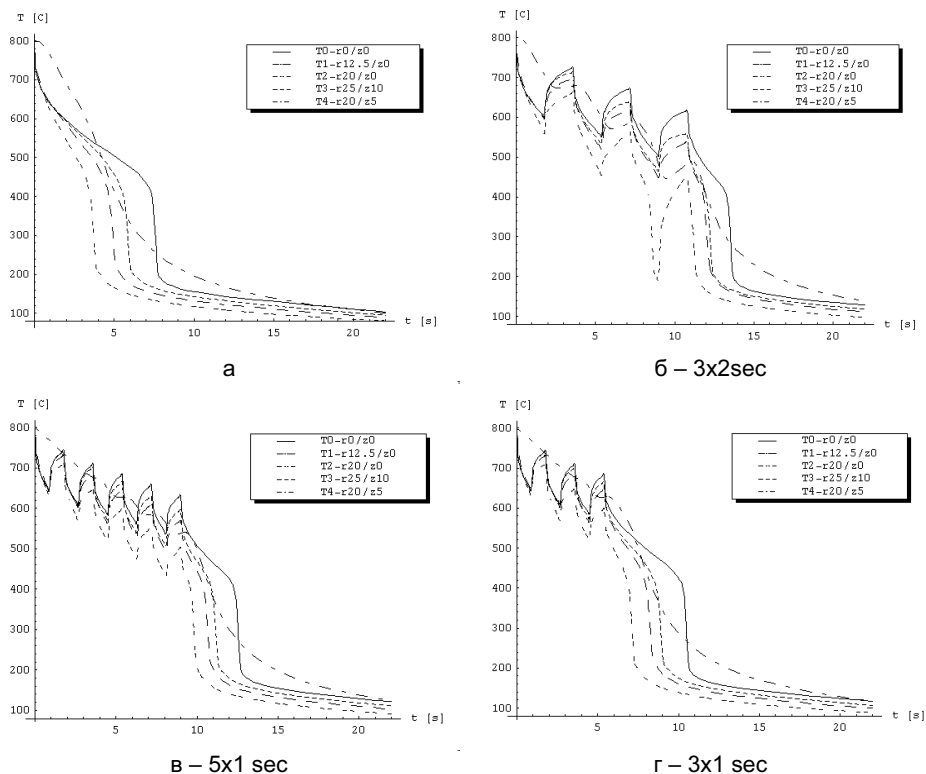 T [C]
800
700
600
500
400
300
200
100
5
10
15
20
t [s]
T0-r0/z0
T1-r12.5/z0
T2-r20/z0
T3-r25/z10
T4-r20/z5
а
T [C]
800
700
600
500
400
300
200
100
5
10
15
20
t [s]
T0-r0/z0
T1-r12.5/z0
T2-r20/z0
T3-r25/z10
T4-r20/z5
б – 3x2sec
T [C]
800
700
600
500
400
300
200
100
5
10
15
20
t [s]
T0-r0/z0
T1-r12.5/z0
T2-r20/z0
T3-r25/z10
T4-r20/z5
в – 5x1 sec
T [C]
800
700
600
500
400
300
200
100
5
10
15
20
t [s]
T0-r0/z0
T1-r12.5/z0
T2-r20/z0
T3-r25/z10
T4-r20/z5
г – 3x1 sec